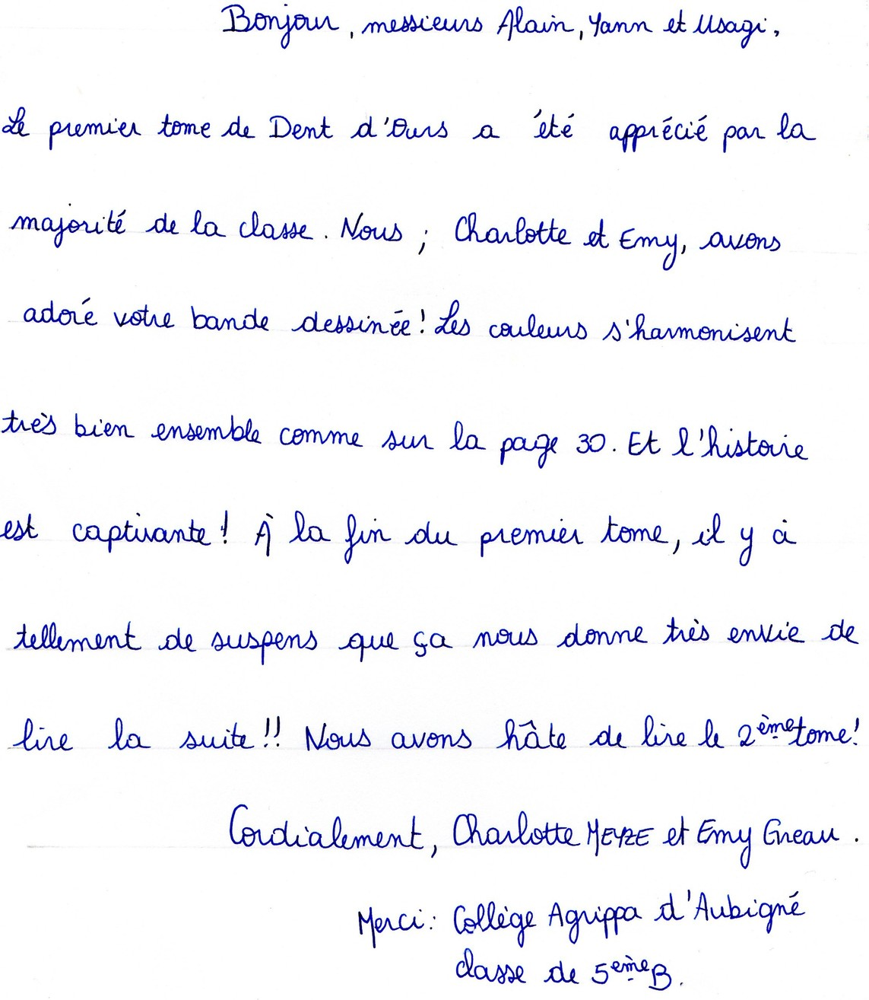 Bonjour, messieurs Alain, Yann et Usagi,
Le premier tome de Dent d'Ours a été apprécié par la
majorité de la classe. Nous ; Charlotte et Emy, avons
adoré votre bande dessinée ! Les couleurs s'harmonisent
très bien ensemble comme sur la page 30. Et l'histoire
est captivante ! À la fin du premier tome, il y à
tellement de suspens que ça nous donne très envie de
lire la suite !! Nous avons hâte de lire le 2ème tome !
Cordialement, Charlotte MEYZE et Emy Greau.
Merci : Collège Agrippa d'Aubigné
classe de 5emeB.